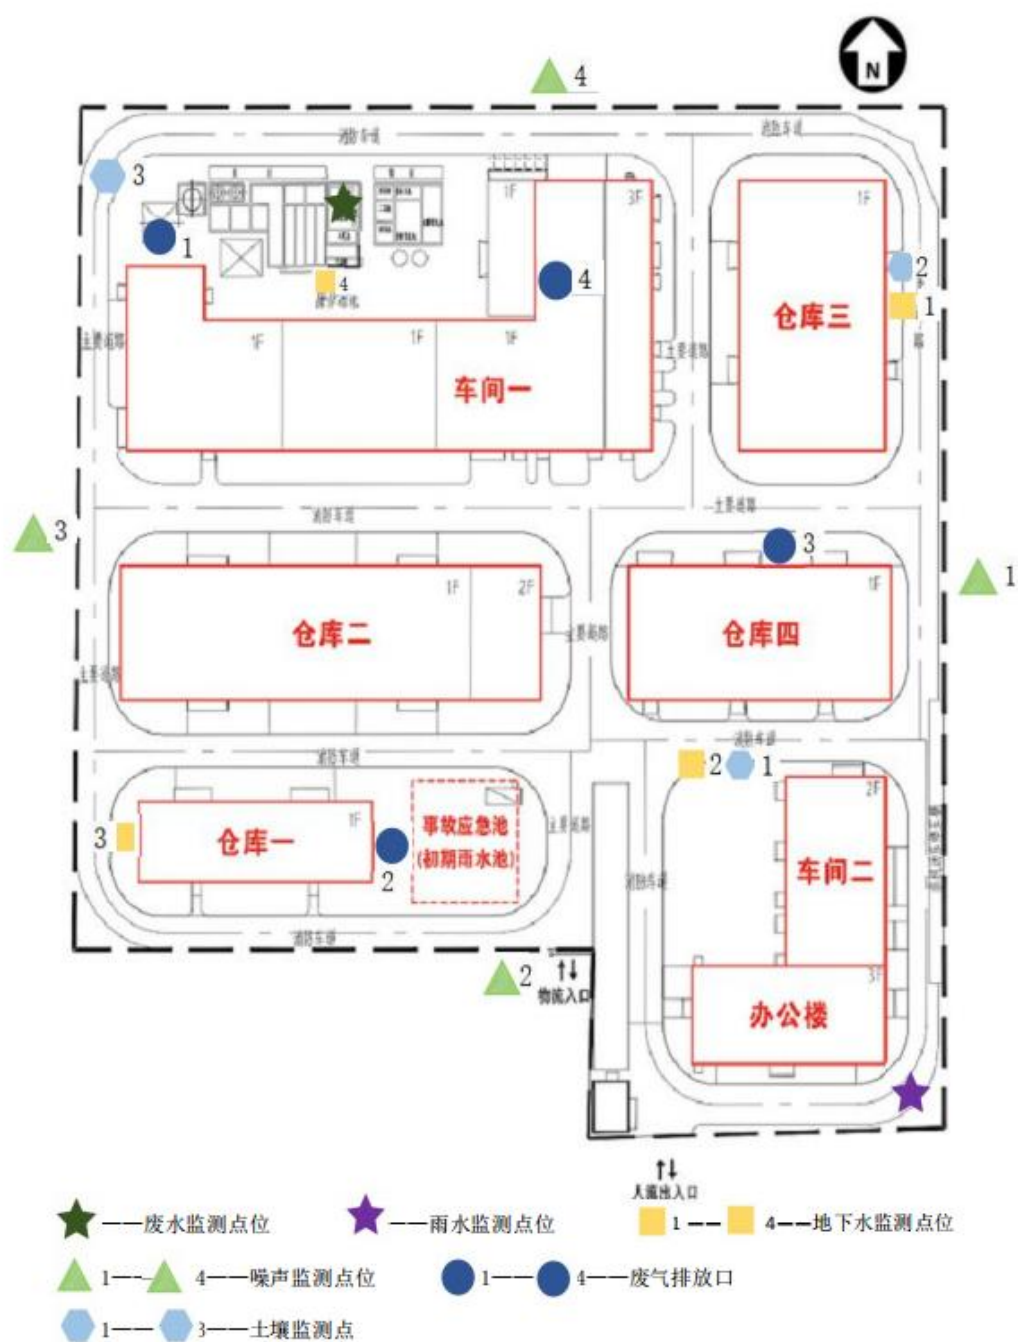 4
N
消防车道
消防车道
3
1F
3F
1F
1
4
2
4
1
仓库三
主要道路
1F
1F
1F
主要道路
车间一
主要道路
3
消防车道
3
1
1F
2F
1F
仓库二
主要道路
仓库四
主要道路
消防车道
消防车道
2
1
3
1F
2F
仓库一
事故应急池
(初期雨水池)
主要道路
2
车间二
消防车道
消防车道
2
物流入口
3F
办公楼
人流出入口
——废水监测点位
——雨水监测点位
1——4——地下水监测点位
1——4——噪声监测点位
1——4——废气排放口
1——3——土壤监测点